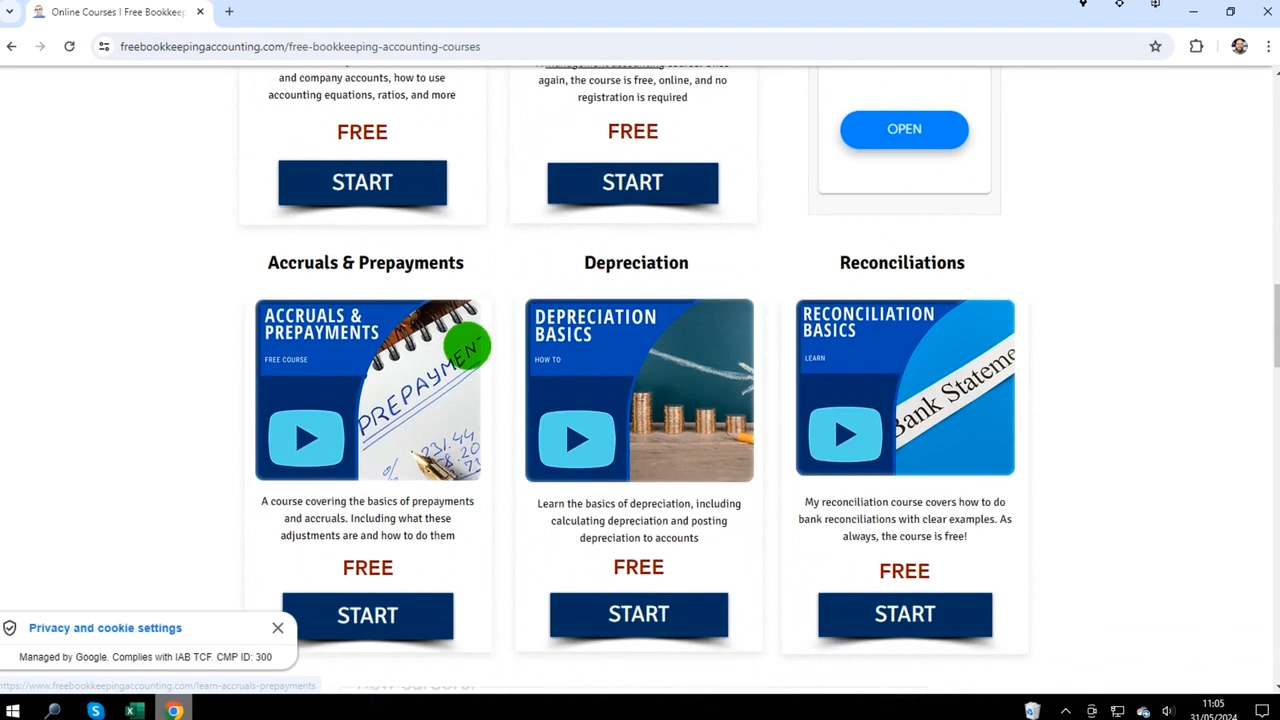 Online Courses | Free Bookkeep
freebookkeepingaccounting.com/free-bookkeeping-accounting-courses
and company accounts, how to use
accounting equations, ratios, and more
again, the course is free, online, and no
registration is required
FREE
FREE
OPEN
START
START
Accruals & Prepayments
Depreciation
Reconciliations
ACCRUALS &
PREPAYMENTS
FREE COURSE
PREPAYMENT
231.44
%
DEPRECIATION
BASICS
HOW TO
RECONCILIATION
BASICS
LEARN
Bank Stateme
A course covering the basics of prepayments
and accruals. Including what these
adjustments are and how to do them
Learn the basics of depreciation, including
calculating depreciation and posting
depreciation to accounts
My reconciliation course covers how to do
bank reconciliations with clear examples. As
always, the course is free!
FREE
FREE
FREE
START
START
START
Privacy and cookie settings
Managed by Google. Complies with IAB TCF. CMP ID: 300
https://www.freebookkeepingaccounting.com/learn-accruals-prepayments
11:05
31/05/2024